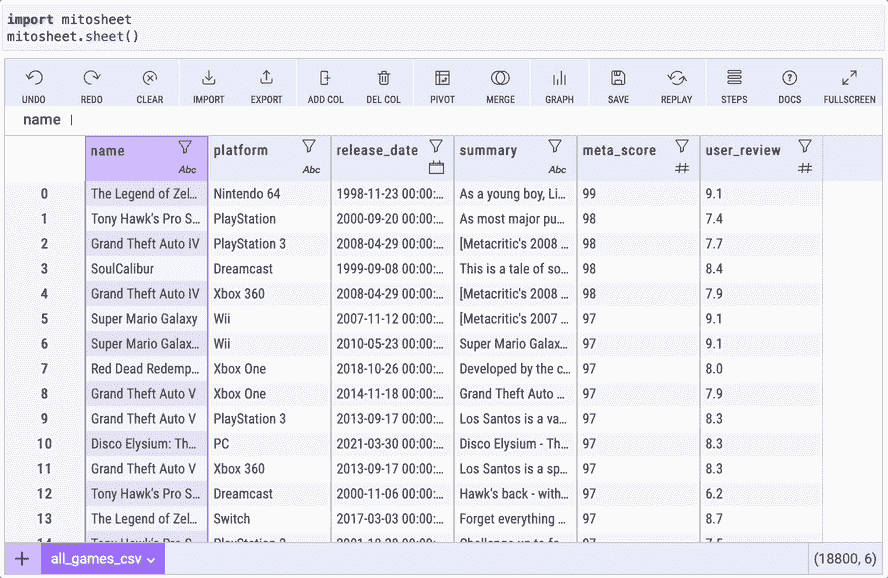 import mitosheet
mitosheet.sheet()
UNDO REDO CLEAR IMPORT EXPORT ADD COL DEL COL PIVOT MERGE GRAPH SAVE REPLAY STEPS DOCS FULLSCREEN
name
name platform release_date summary meta_score user_review
Abc Abc Abc # #
0 The Legend of Zel... Nintendo 64 1998-11-23 00:00:... As a young boy, Li... 99 9.1
1 Tony Hawk's Pro S... PlayStation 2000-09-20 00:00:... As most major pu... 98 7.4
2 Grand Theft Auto IV PlayStation 3 2008-04-29 00:00:... [Metacritic's 2008 ... 98 7.7
3 SoulCalibur Dreamcast 1999-09-08 00:00:... This is a tale of so... 98 8.4
4 Grand Theft Auto IV Xbox 360 2008-04-29 00:00:... [Metacritic's 2008 ... 98 7.9
5 Super Mario Galaxy Wii 2007-11-12 00:00:... [Metacritic's 2007 ... 97 9.1
6 Super Mario Galax... Wii 2010-05-23 00:00:... Super Mario Galax... 97 9.1
7 Red Dead Redemp... Xbox One 2018-10-26 00:00:... Developed by the c... 97 8.0
8 Grand Theft Auto V Xbox One 2014-11-18 00:00:... Grand Theft Auto ... 97 7.9
9 Grand Theft Auto V PlayStation 3 2013-09-17 00:00:... Los Santos is a va... 97 8.3
10 Disco Elysium: Th... PC 2021-03-30 00:00:... Disco Elysium - Th... 97 8.3
11 Grand Theft Auto V Xbox 360 2013-09-17 00:00:... Los Santos is a sp... 97 8.3
12 Tony Hawk's Pro S... Dreamcast 2000-11-06 00:00:... Hawk's back - with... 97 6.2
13 The Legend of Zel... Switch 2017-03-03 00:00:... Forget everything ... 97 8.7
+ all_games_csv (18800, 6)